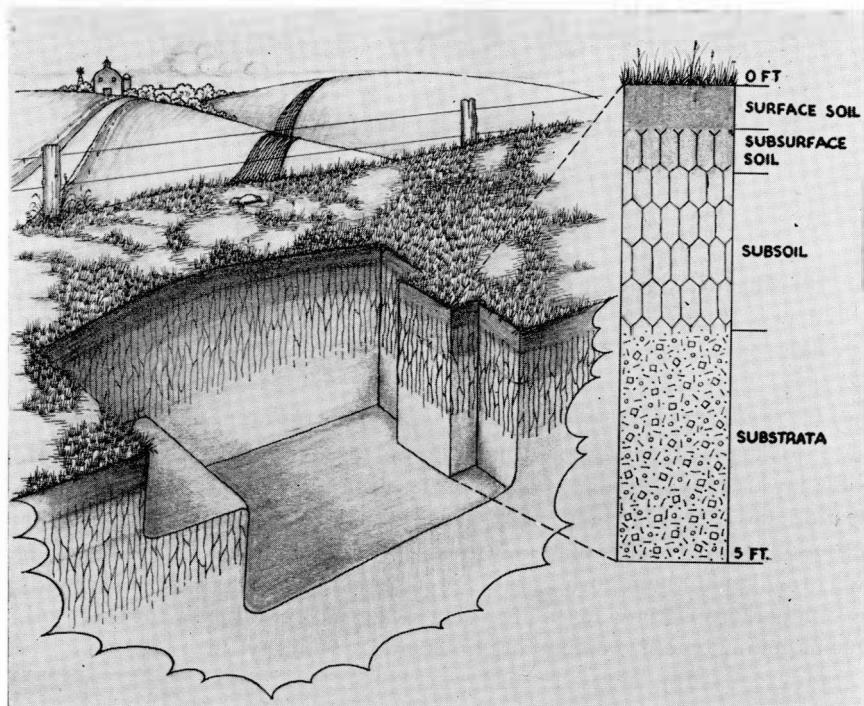 0 FT
SURFACE SOIL
SUBSURFACE
SOIL
SUBSOIL
SUBSTRATA
5 FT.